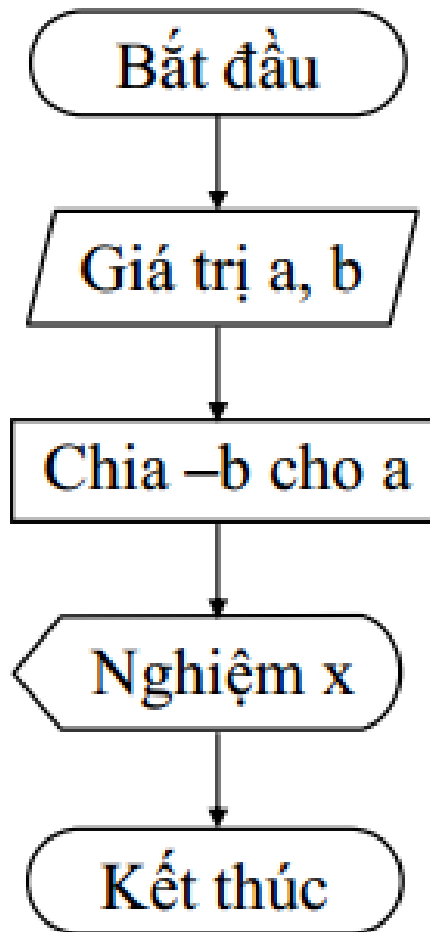 Bắt đầu
Giá trị a, b
Chia –b cho a
Nghiệm x
Kết thúc